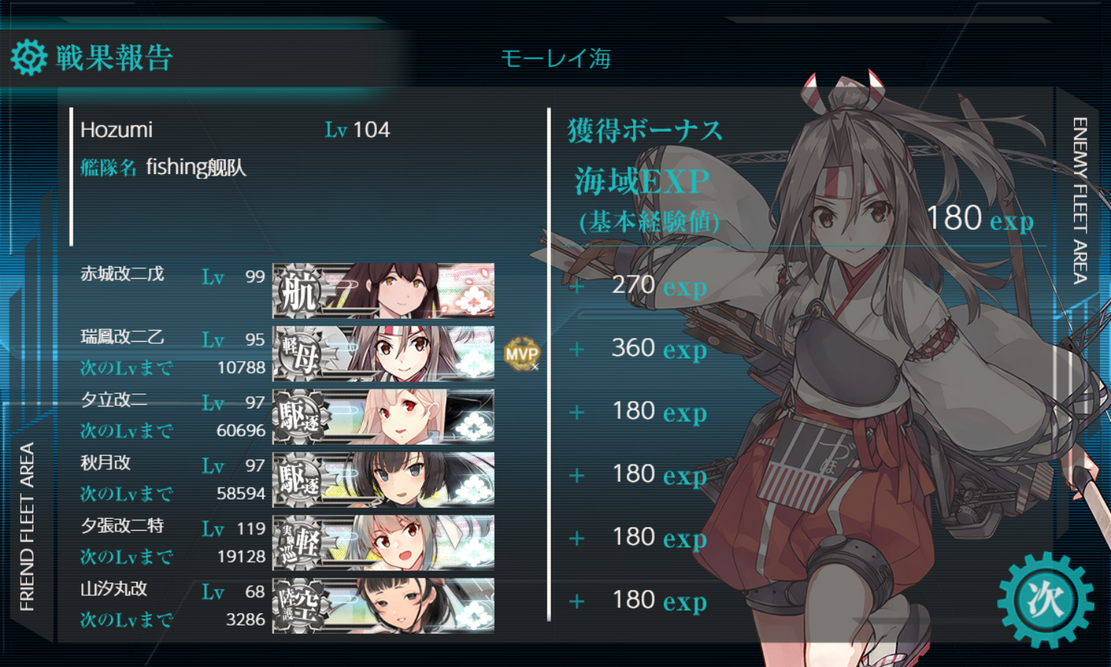 戦果報告
モーレイ海
Hozumi Lv 104
艦隊名 fishing舰队
獲得ボーナス
海域EXP
(基本経験値)
180 exp
赤城改二戊 Lv 99
航
+ 270 exp
瑞鳳改二乙 Lv 95
次のLvまで 10788
軽母
MVP
+ 360 exp
夕立改二 Lv 97
次のLvまで 60696
駆逐
+ 180 exp
秋月改 Lv 97
次のLvまで 58594
駆逐
+ 180 exp
夕張改二特 Lv 119
次のLvまで 19128
軽
+ 180 exp
山汐丸改 Lv 68
次のLvまで 3286
空
+ 180 exp
FRIEND FLEET AREA
ENEMY FLEET AREA
づほ
次